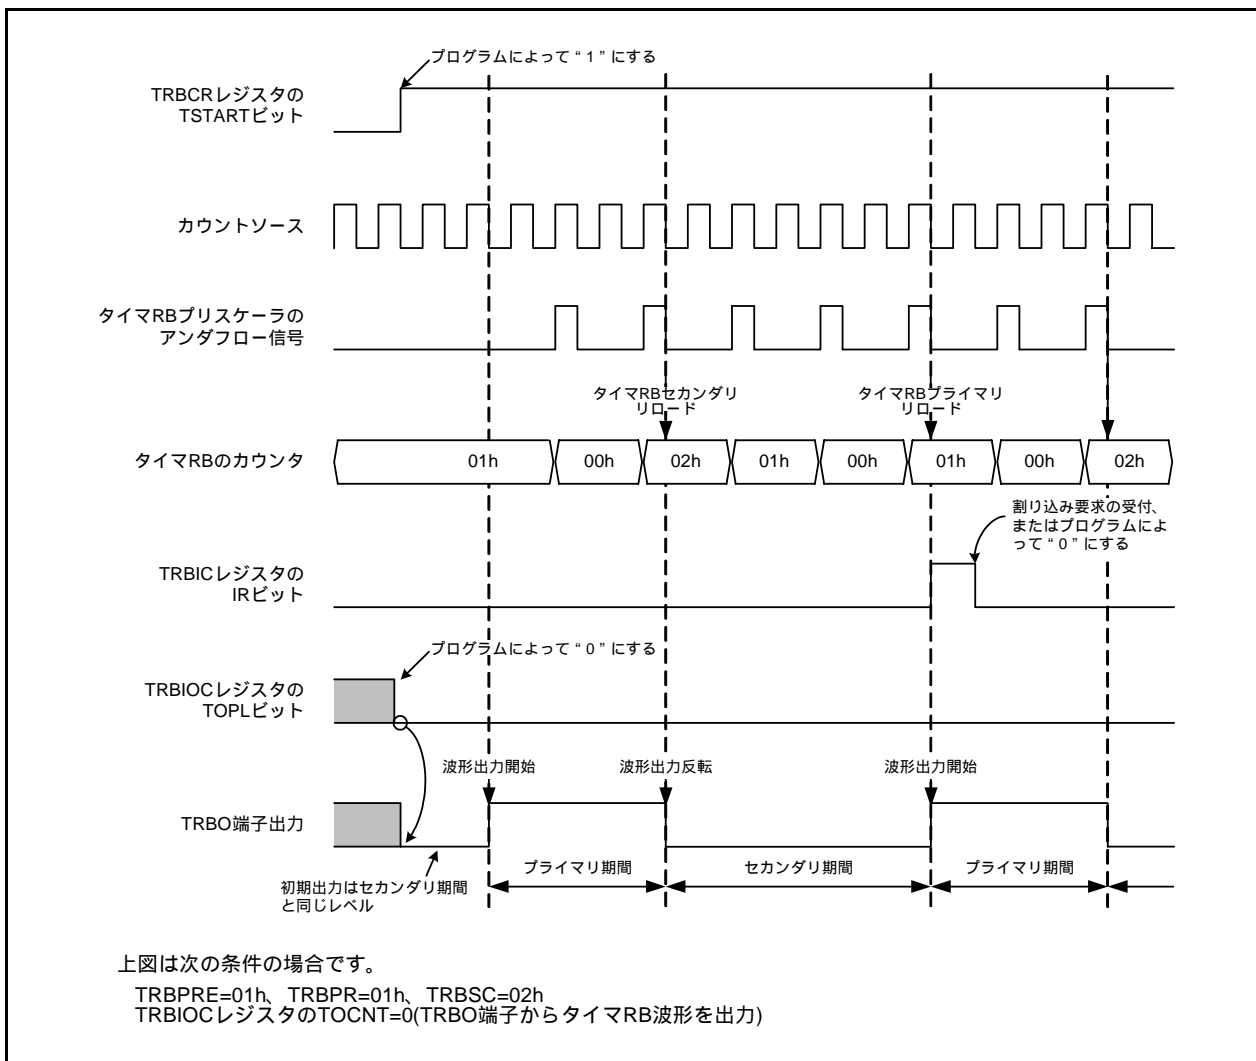 プログラムによって“1”にする
TRBCRレジスタの
TSTARTビット
カウントソース
タイマRBプリスケーラの
アンダフロー信号
タイマRBセカンダリ
リロード
タイマRBプライマリ
リロード
タイマRBのカウンタ
01h
00h
02h
01h
00h
01h
00h
02h
割り込み要求の受付、
またはプログラムによ
って“0”にする
TRBICレジスタの
IRビット
プログラムによって“0”にする
TRBIOCレジスタの
TOPLビット
波形出力開始
波形出力反転
波形出力開始
TRBO端子出力
プライマリ期間
セカンダリ期間
プライマリ期間
初期出力はセカンダリ期間
と同じレベル
上図は次の条件の場合です。
TRBPRE=01h、TRBPR=01h、TRBSC=02h
TRBIOCレジスタのTOCNT=0(TRBO端子からタイマRB波形を出力)